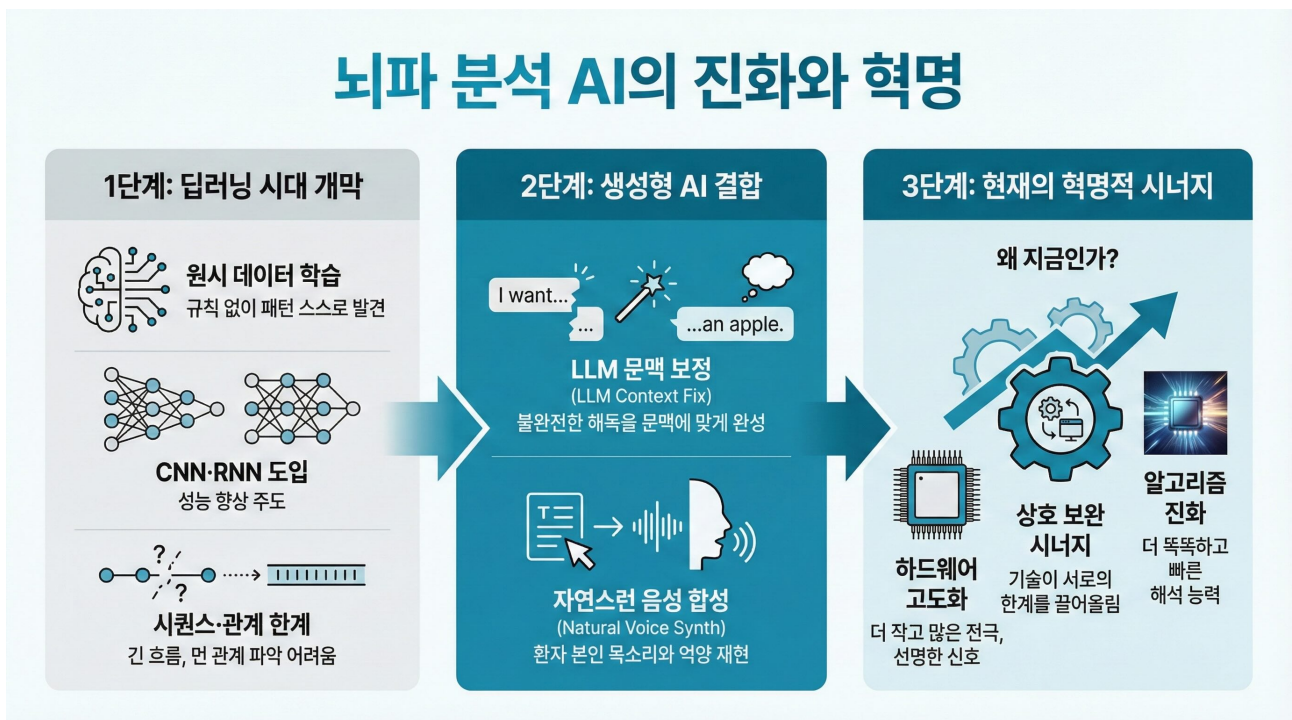 뇌파 분석 AI의 진화와 혁명
1단계: 딥러닝 시대 개막
원시 데이터 학습
규칙 없이 패턴 스스로 발견
CNN·RNN 도입
성능 향상 주도
?
?
시퀀스·관계 한계
긴 흐름, 먼 관계 파악 어려움
2단계: 생성형 AI 결합
I want...
...
...an apple.
LLM 문맥 보정
(LLM Context Fix)
불완전한 해독을 문맥에 맞게 완성
T
자연스런 음성 합성
(Natural Voice Synth)
환자 본인 목소리와 억양 재현
3단계: 현재의 혁명적 시너지
왜 지금인가?
하드웨어
고도화
더 작고 많은 전극,
선명한 신호
상호 보완
시너지
기술이 서로의
한계를 끌어올림
알고리즘
진화
더 똑똑하고
빠른
해석 능력